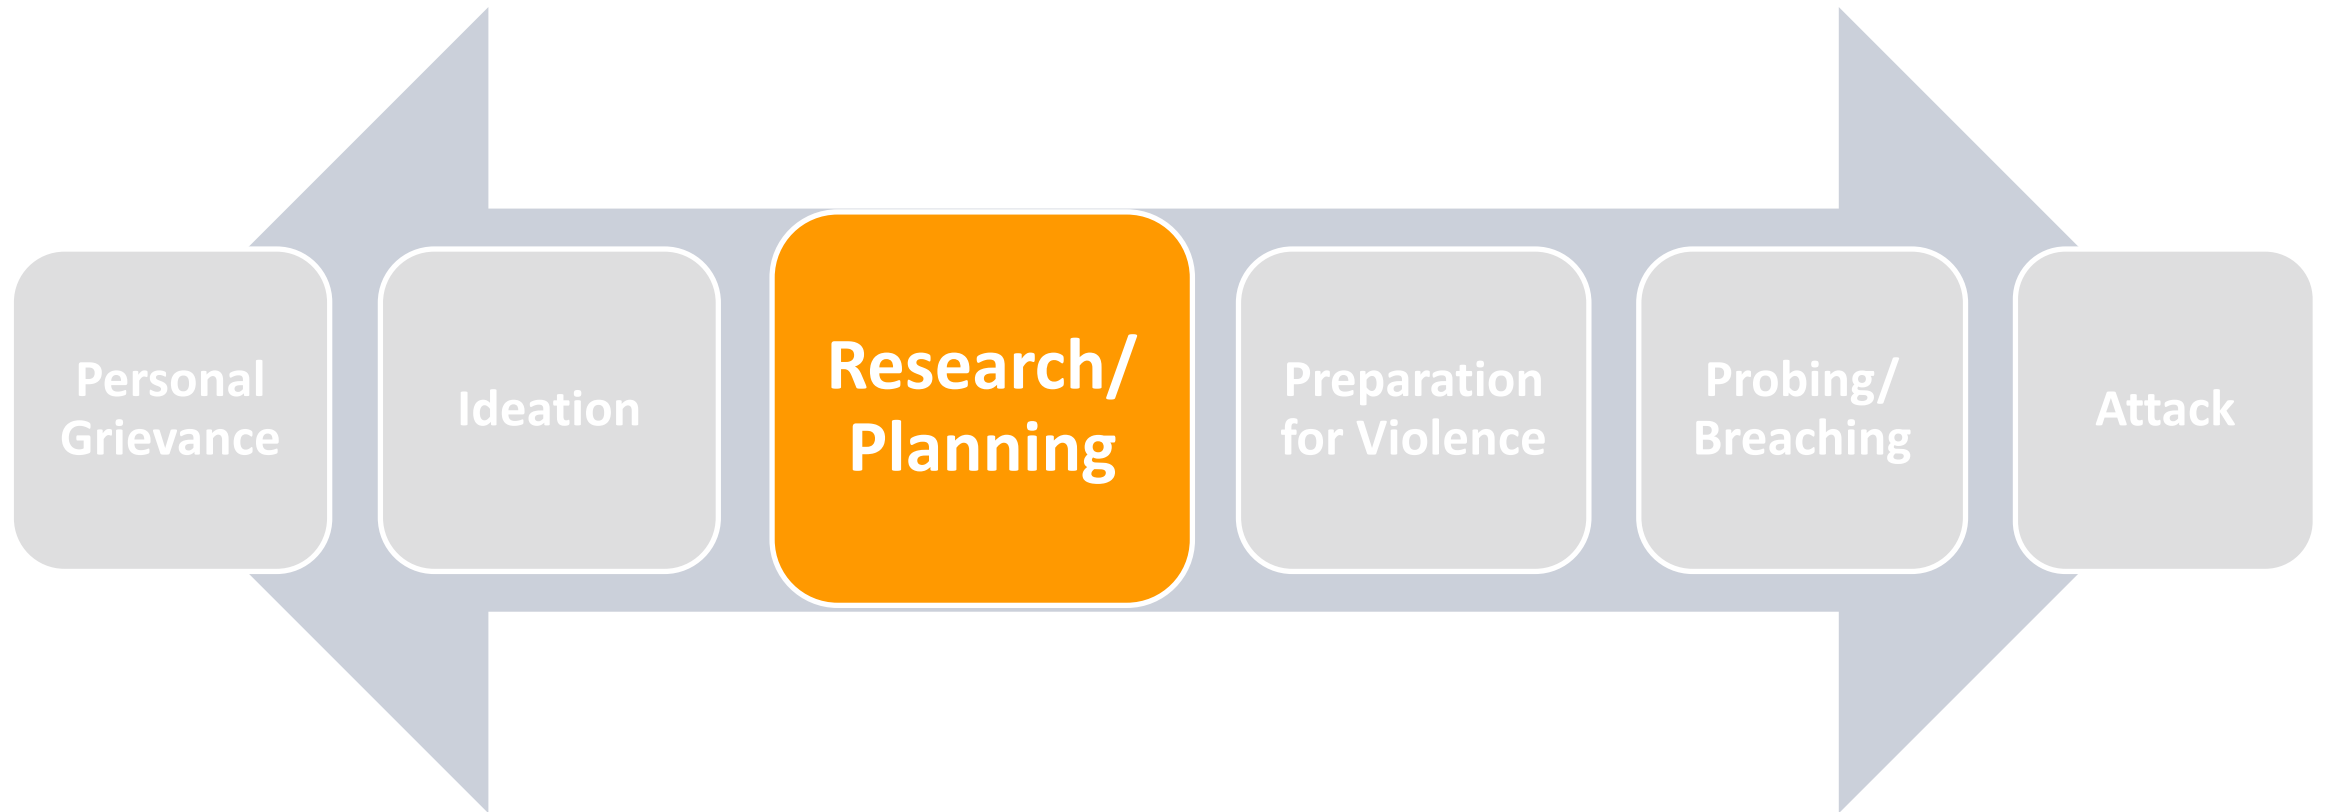 Personal
Grievance
Ideation
Research/
Planning
Preparation
for Violence
Probing/
Breaching
Attack